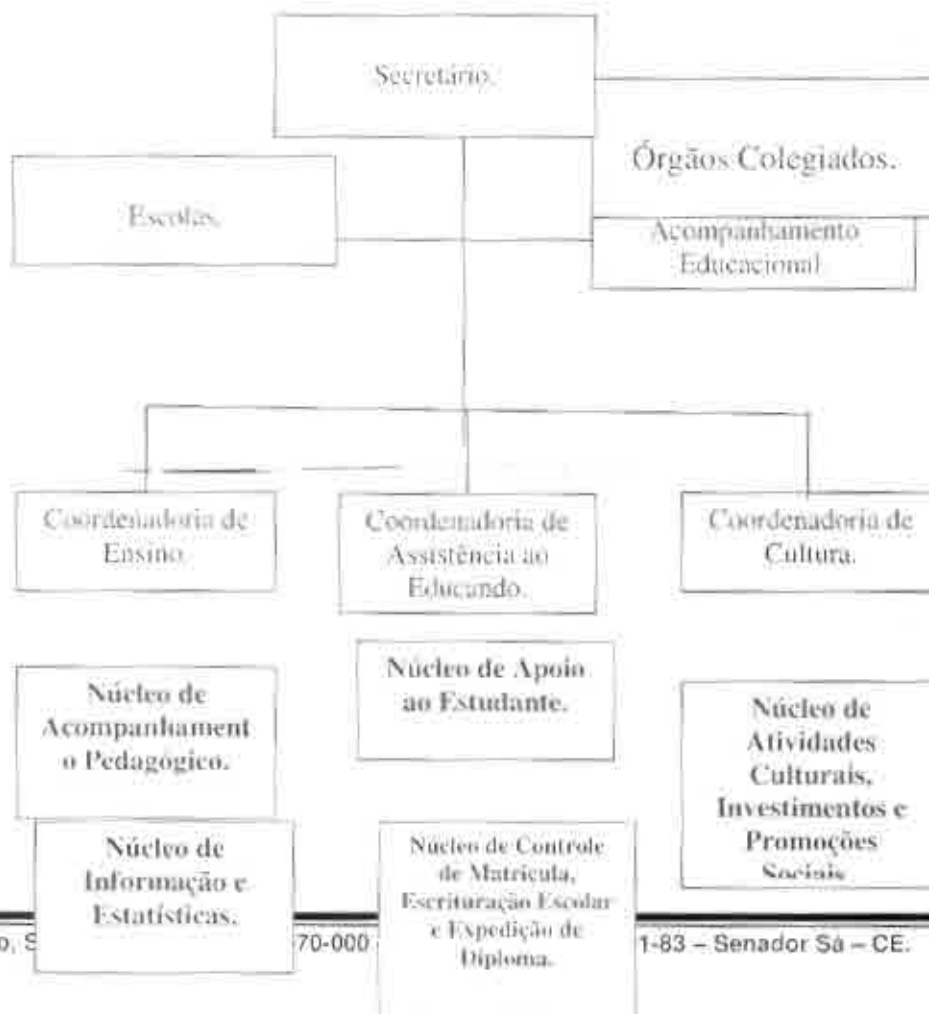 Secretário.
Órgãos Colegiados.
Escolas.
Acompanhamento
Educacional
Coordenadoria de
Ensino.
Coordenadoria de
Assistência ao
Educando.
Coordenadoria de
Cultura.
Núcleo de
Acompanhament
o Pedagógico.
Núcleo de Apoio
ao Estudante.
Núcleo de
Atividades
Culturais,
Investimentos e
Promoções
Sociais
Núcleo de
Informação e
Estatísticas.
Núcleo de Controle
de Matricula,
Escrituração Escolar
e Expedição de
Diploma.
o, S
70-000
1-83 – Senador Sá – CE.